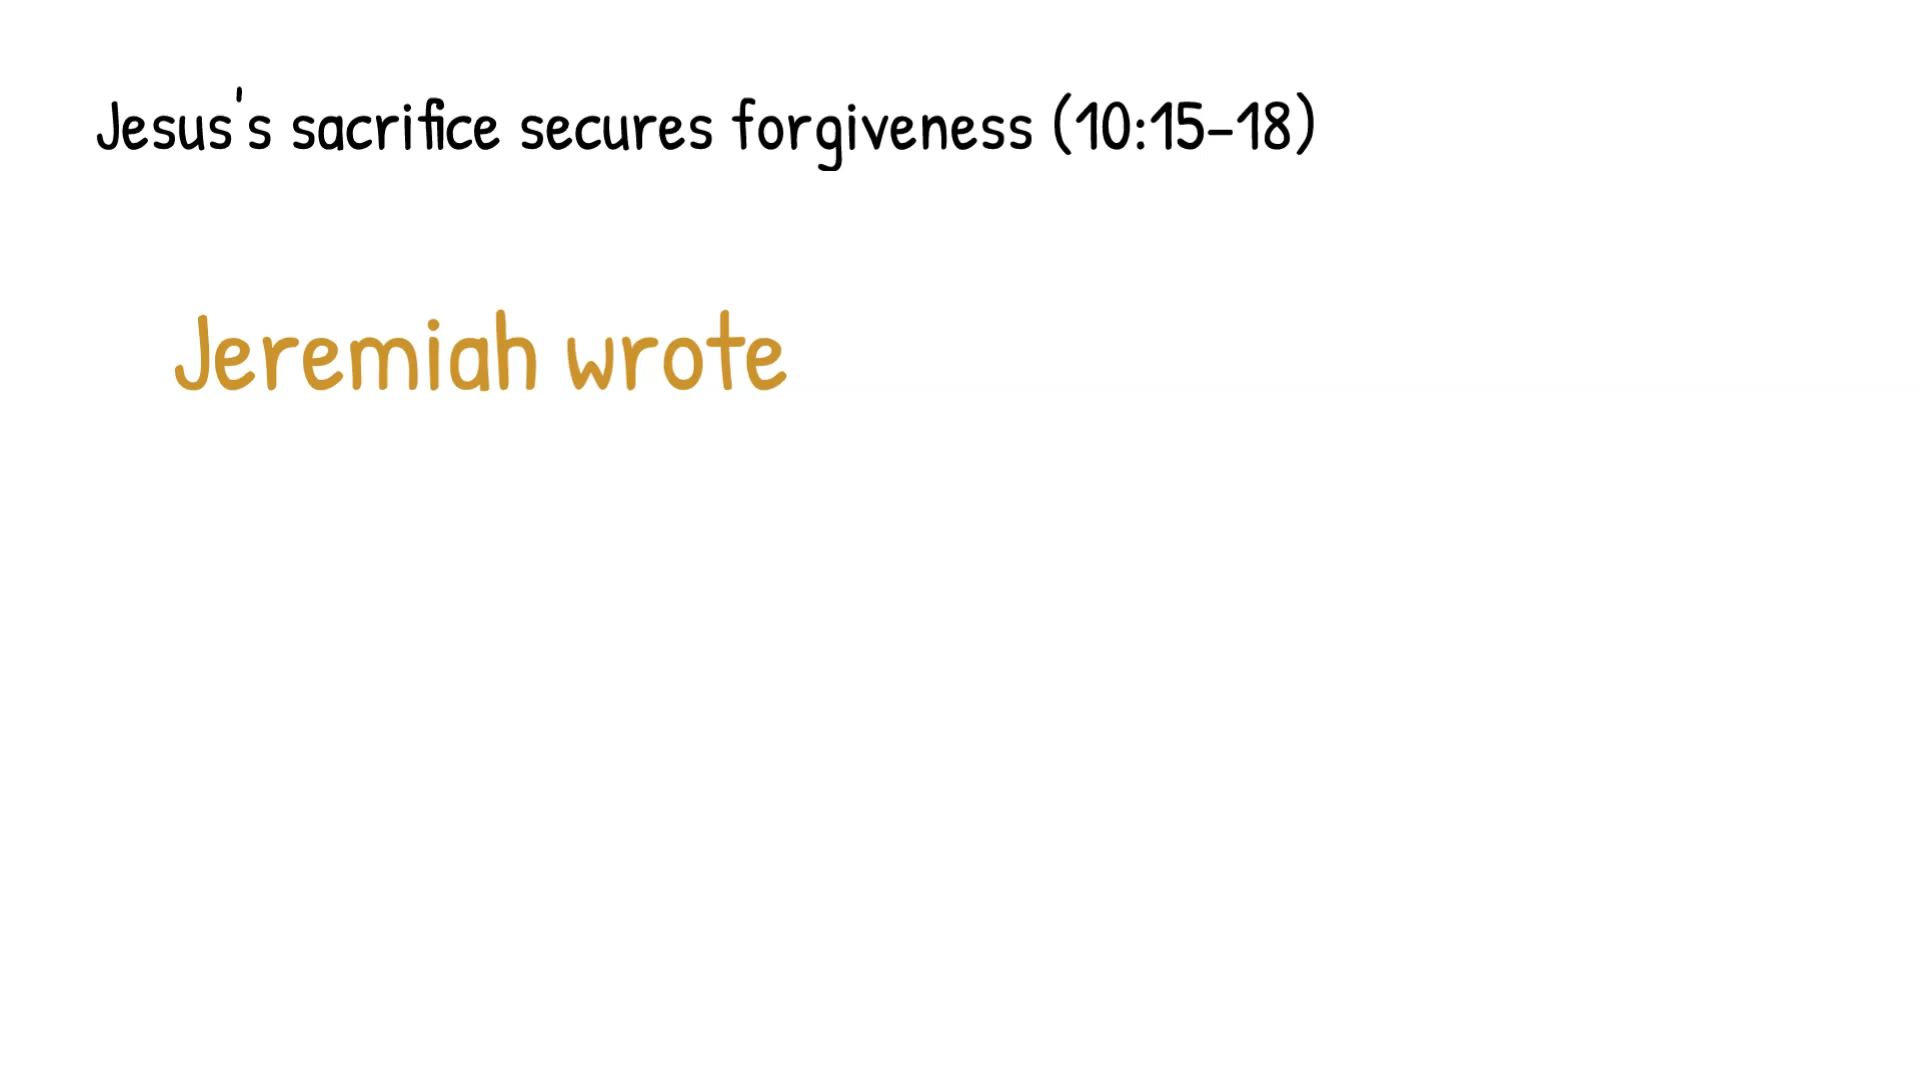 Jesus's sacrifice secures forgiveness (10:15–18)
Jeremiah wrote